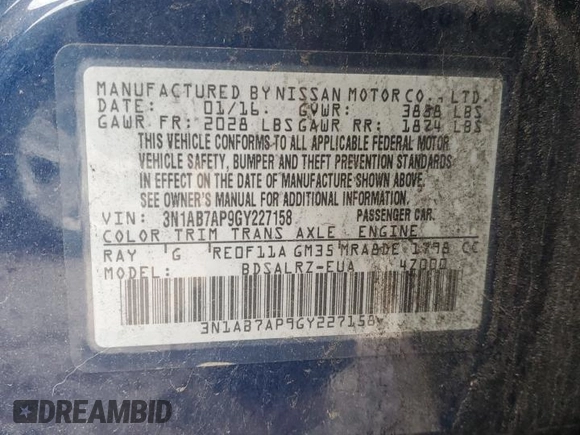 MANUFACTURED BY NISSAN MOTOR CO., LTD.
DATE: 01/16 GVWR: 3838 LBS
GAWR FR: 2028 LBS GAWR RR: 1874 LBS
THIS VEHICLE CONFORMS TO ALL APPLICABLE FEDERAL MOTOR
VEHICLE SAFETY, BUMPER AND THEFT PREVENTION STANDARDS
IN EFFECT ON THE DATE OF MANUFACTURE SHOWN ABOVE.
SEE OWNER'S MANUAL FOR ADDITIONAL INFORMATION.
VIN: 3N1AB7AP9GY227158 PASSENGER CAR.
COLOR TRIM TRANS AXLE ENGINE
RAY G RE0F11A GM35 MRA8DE 1798 CC
MODEL: BDSALRZ-EUA 4Z000
3N1AB7AP9GY227158
DREAMBID